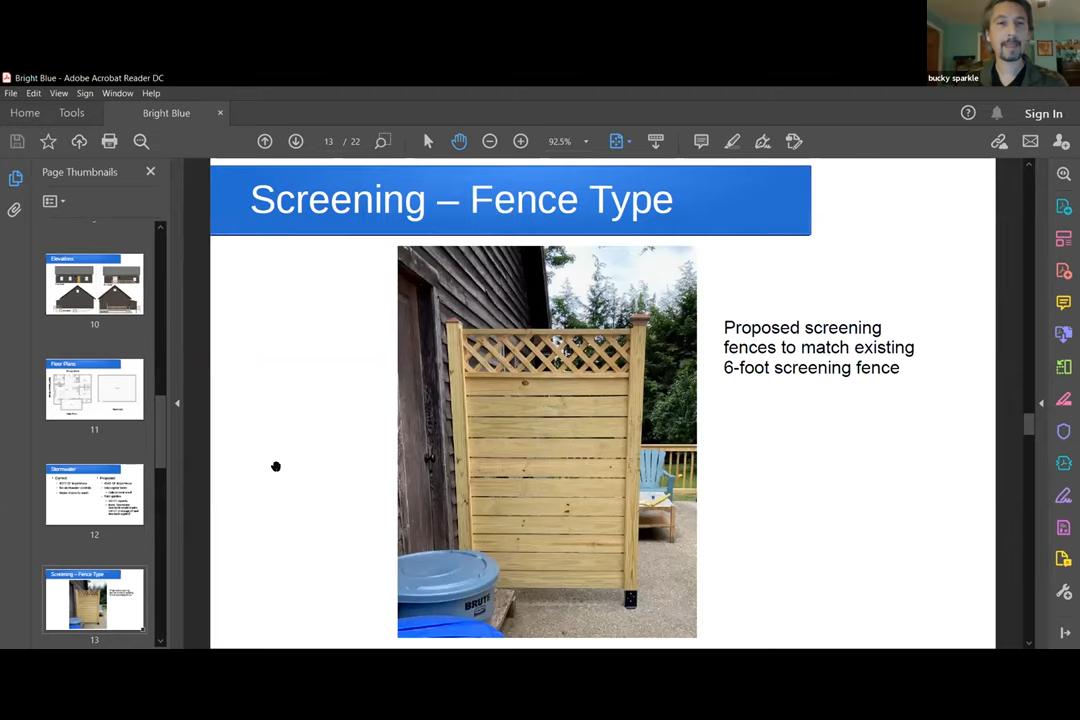 bucky sparkle
Bright Blue - Adobe Acrobat Reader DC
File Edit View Sign Window Help
Home Tools Bright Blue × Sign In
13 / 22 92.5%
Page Thumbnails
Elevations
10
Floor Plans
11
Stormwater
12
Screening – Fence Type
13
Screening – Fence Type
Proposed screening
fences to match existing
6-foot screening fence
BRUTE